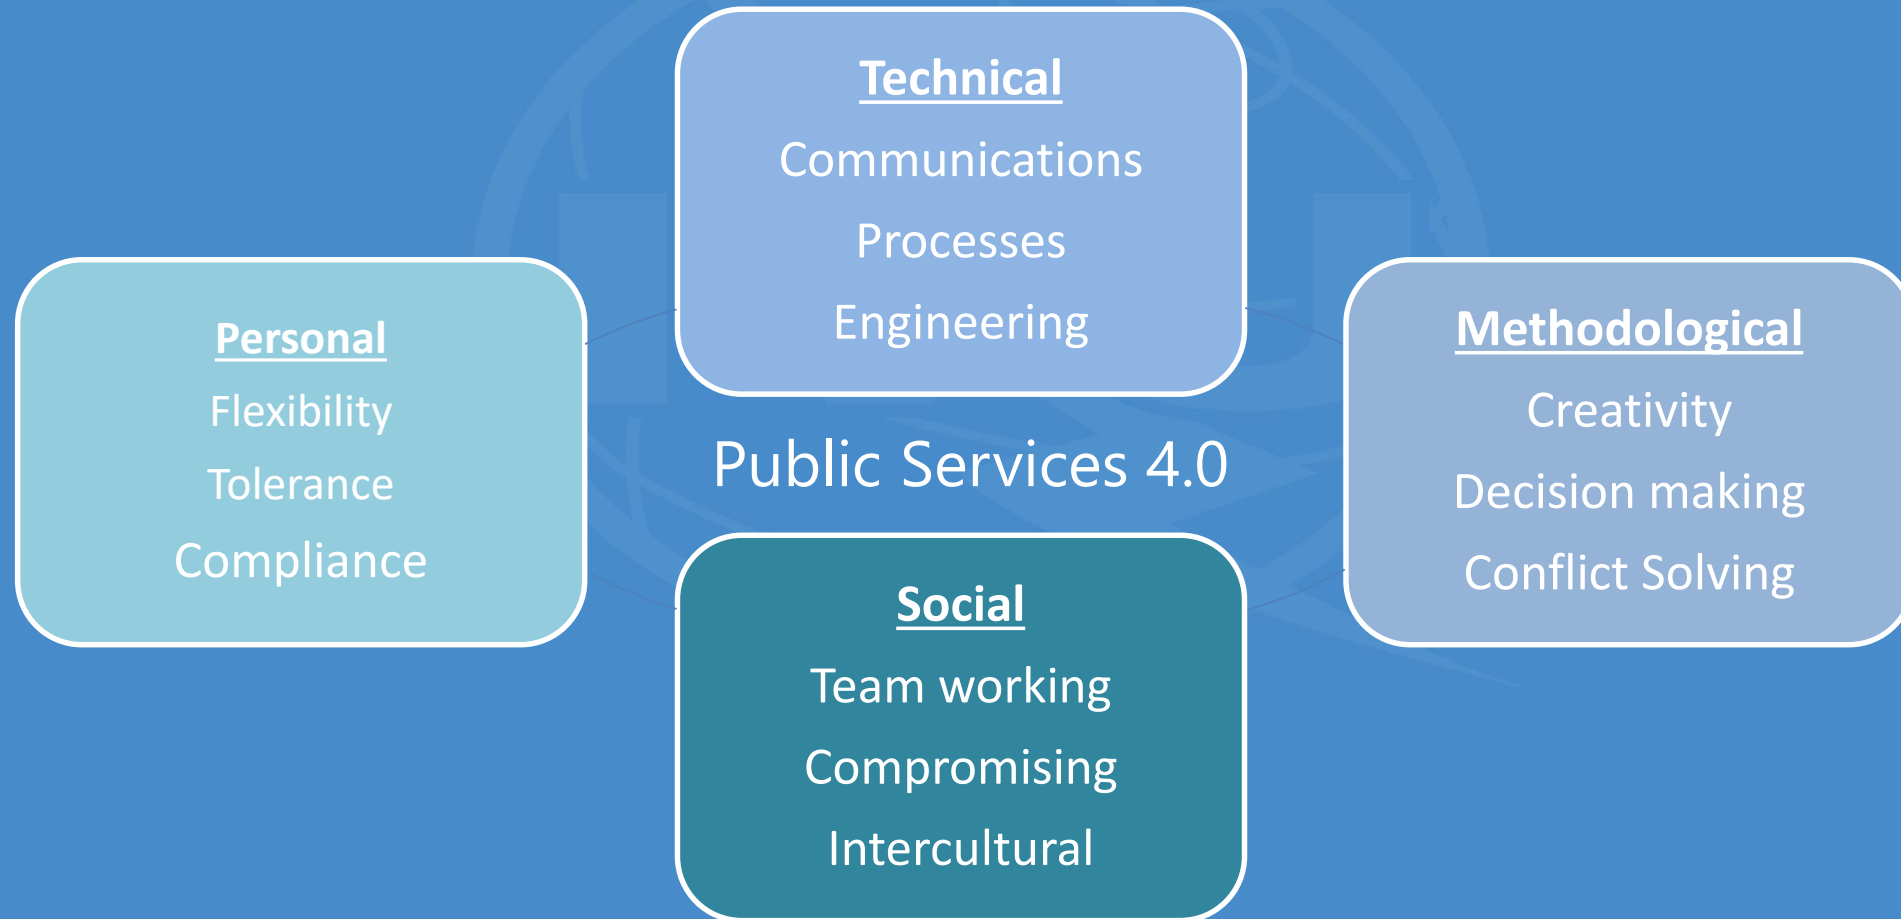 Technical
Communications
Processes
Engineering
Personal
Flexibility
Tolerance
Compliance
Methodological
Creativity
Decision making
Conflict Solving
Public Services 4.0
Social
Team working
Compromising
Intercultural